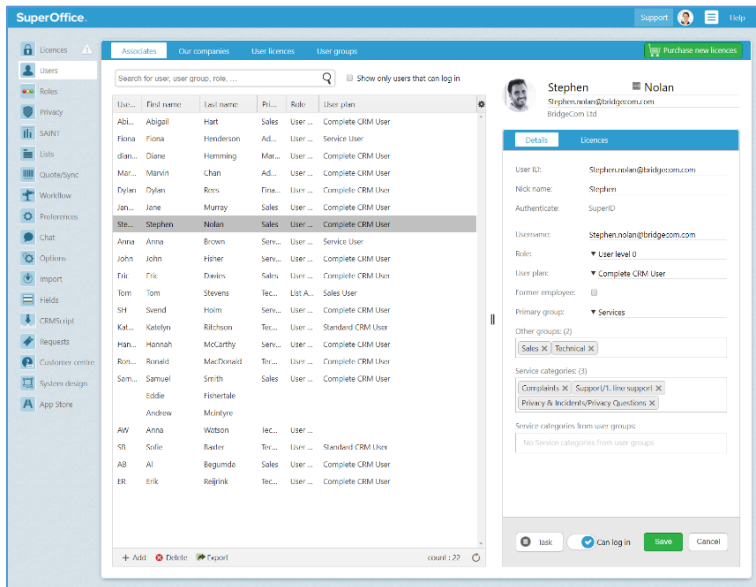 SuperOffice.
Support
Help
Licences
Users
Roles
Privacy
SAINT
Lists
Quote/Sync
Workflow
Preferences
Chat
Options
Import
Fields
CRMScript
Requests
Customer centre
System design
App Store
Associates Our companies User licences User groups
Purchase new licences
Search for user, user group, role, ...
Show only users that can log in
Use... First name Last name Pri... Role User plan
Abi... Abigail Hart Sales User ... Complete CRM User
Fiona Fiona Henderson Ad... User ... Service User
dian... Diane Hemming Mar... User ... Complete CRM User
Mar... Marvin Chan Ad... User ... Complete CRM User
Dylan Dylan Rees Fina... User ... Complete CRM User
Jan... Jane Murray Sales User ... Complete CRM User
Ste... Stephen Nolan Sales User ... Complete CRM User
Anna Anna Brown Serv... User ... Service User
John John Fisher Serv... User ... Complete CRM User
Eric Eric Davies Sales User ... Complete CRM User
Tom Tom Stevens Tec... List A... Sales User
SH Svend Hoim Serv... User ... Complete CRM User
Kat... Katelyn Ritchson Tec... User ... Standard CRM User
Han... Hannah McCarthy Serv... User ... Complete CRM User
Ron... Ronald MacDonald Tec... User ... Complete CRM User
Sam... Samuel Smith Sales User ... Complete CRM User
Eddie Fishertale
Andrew Mcintyre
AW Anna Watson Tec... User ...
SB Sofie Baxter Tec... User ... Standard CRM User
AB Al Begumda Sales User ... Complete CRM User
ER Erik Reijrink Tec... User ... Complete CRM User
+ Add Delete Export count : 22
Stephen Nolan
Stephen.nolan@bridgecom.com
BridgeCom Ltd
Details Licences
User ID: Stephen.nolan@bridgecom.com
Nick name: Stephen
Authenticate: SuperID
Username: Stephen.nolan@bridgecom.com
Role: User level 0
User plan: Complete CRM User
Former employee:
Primary group: Services
Other groups: (2)
Sales Technical
Service categories: (3)
Complaints Support/1. line support
Privacy & Incidents/Privacy Questions
Service categories from user groups:
No Service categories from user groups
Task Can log in Save Cancel